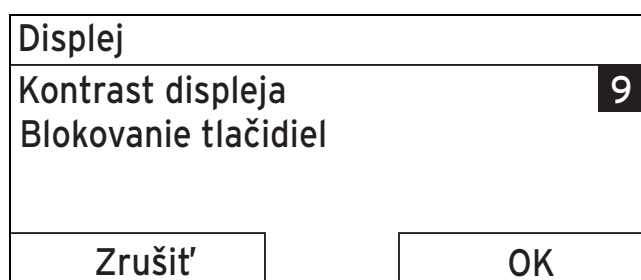 Displej
Kontrast displeja 9
Blokovanie tlačidiel
Zrušiť OK